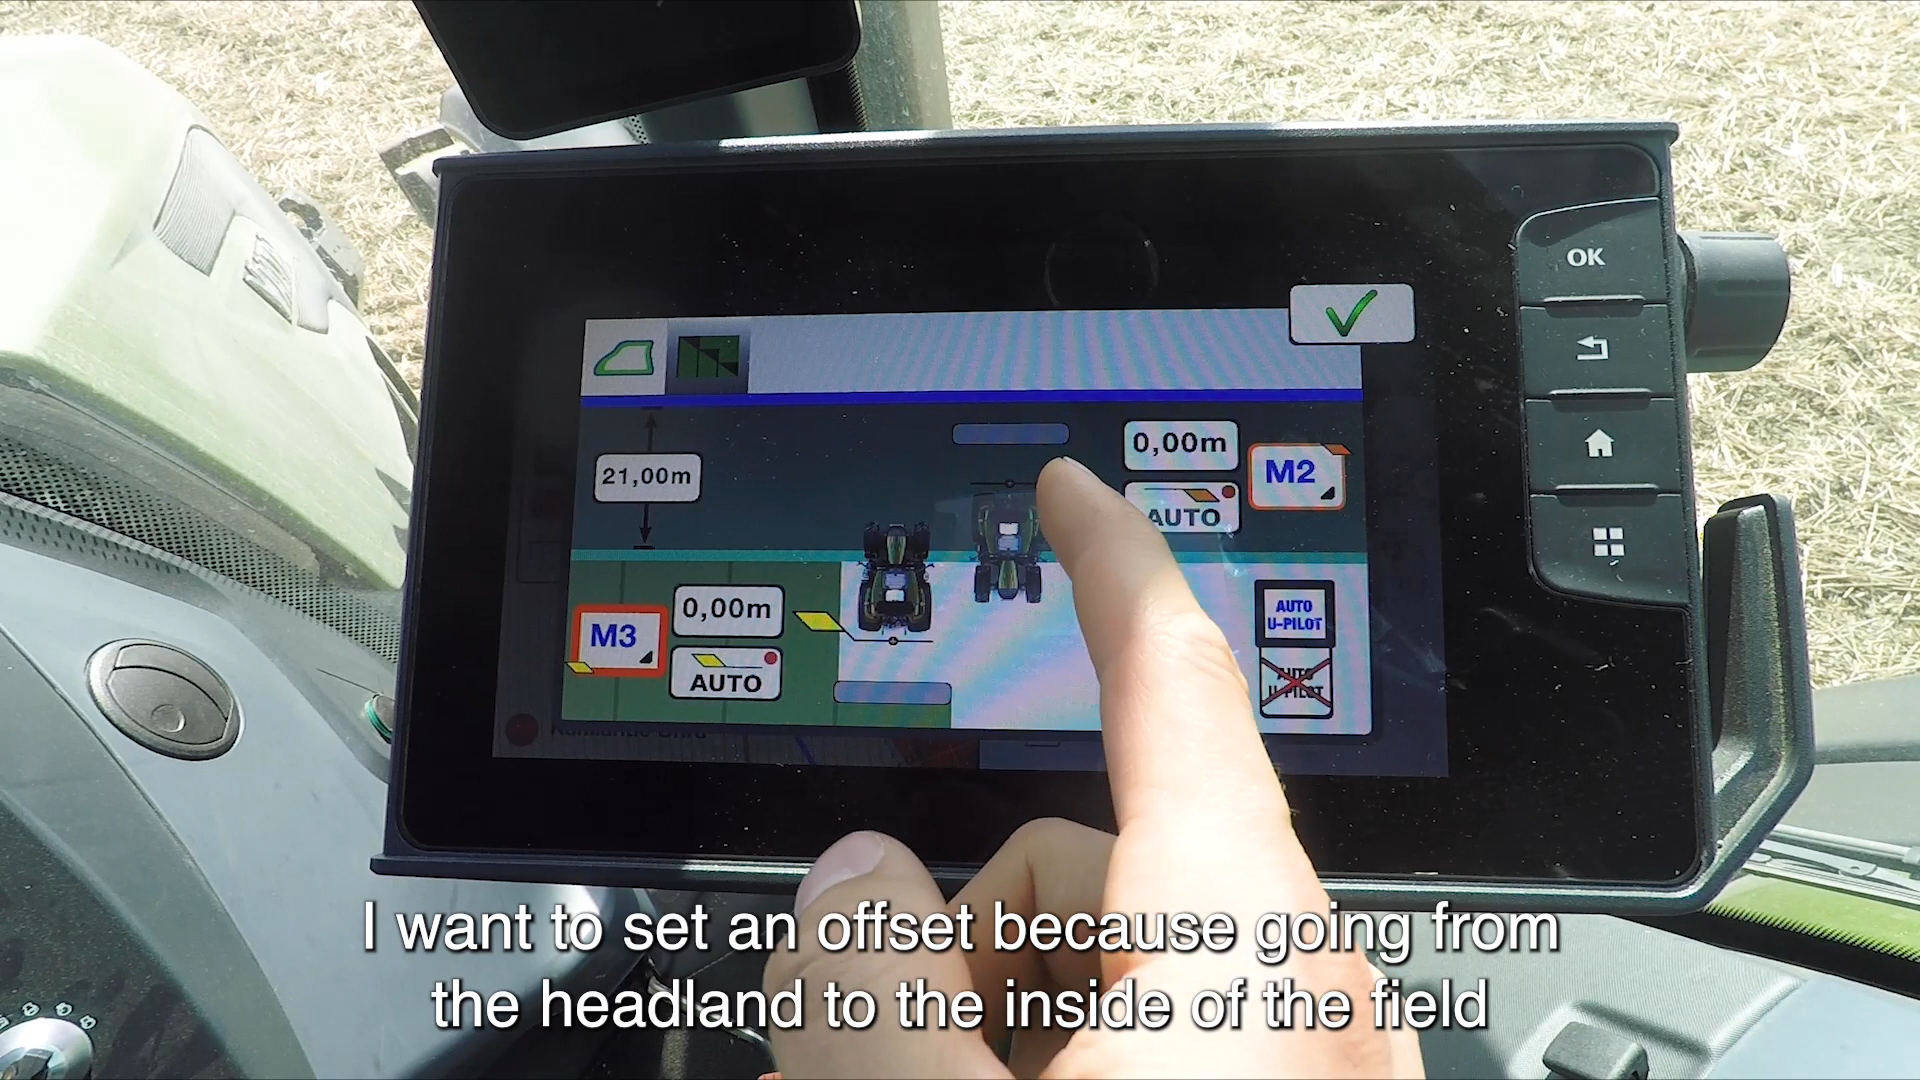 OK
0,00m
M2
21,00m
AUTO
0,00m
M3
AUTO
AUTO
U-PILOT
AUTO
U-PILOT
I want to set an offset because going from
the headland to the inside of the field